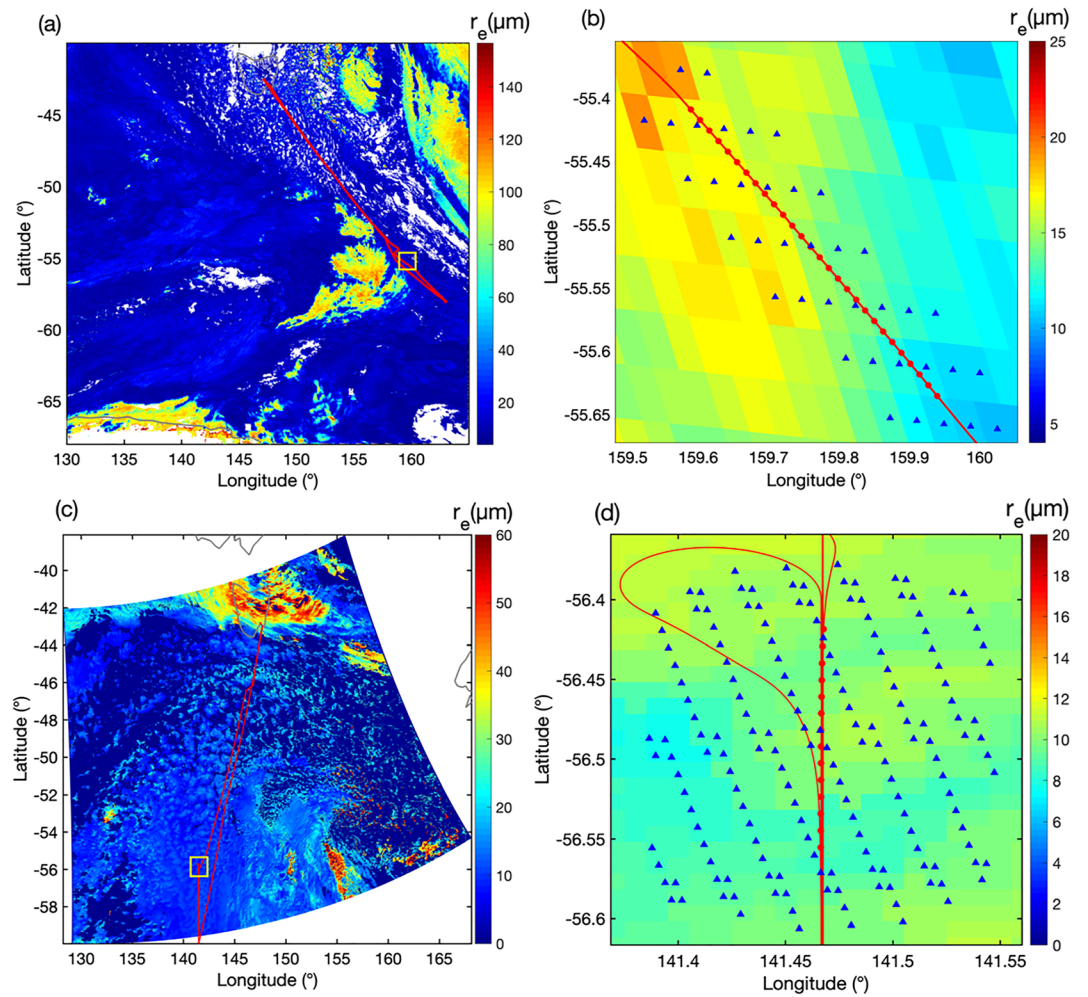 (a)
r_e(μm)
-45
-50
-55
-60
-65
Latitude (°)
130 135 140 145 150 155 160
Longitude (°)
140
120
100
80
60
40
20
(b)
r_e(μm)
-55.4
-55.45
-55.5
-55.55
-55.6
-55.65
Latitude (°)
159.5 159.6 159.7 159.8 159.9 160
Longitude (°)
25
20
15
10
5
(c)
r_e(μm)
-40
-42
-44
-46
-48
-50
-52
-54
-56
-58
Latitude (°)
130 135 140 145 150 155 160 165
Longitude (°)
60
50
40
30
20
10
0
(d)
r_e(μm)
-56.4
-56.45
-56.5
-56.55
-56.6
Latitude (°)
141.4 141.45 141.5 141.55
Longitude (°)
20
18
16
14
12
10
8
6
4
2
0